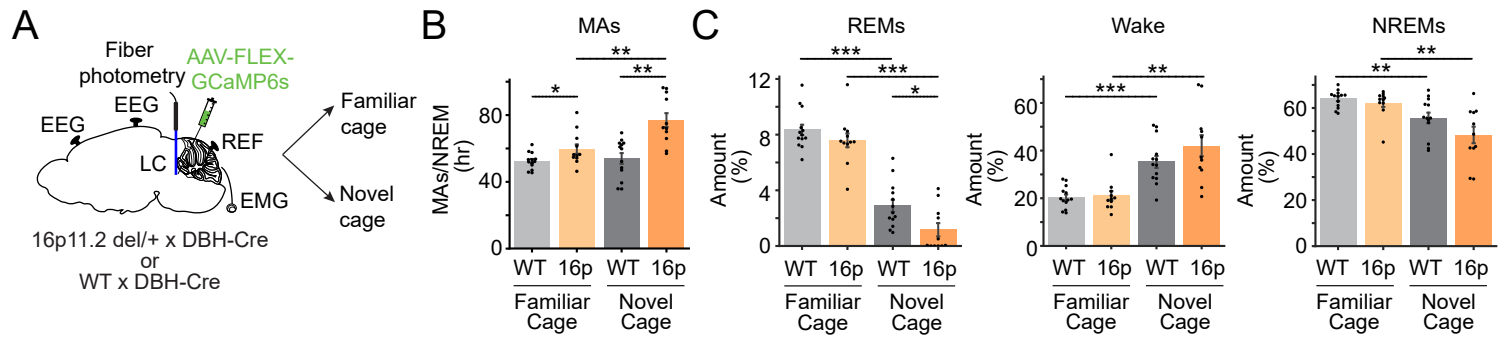 A
Fiber
photometry
AAV-FLEX-
GCaMP6s
EEG
EEG
REF
LC
EMG
Familiar
cage
Novel
cage
16p11.2 del/+ x DBH-Cre
or
WT x DBH-Cre
B
MAs
MAs/NREM
(hr)
80
40
0
*
**
**
WT 16p WT 16p
Familiar
Cage
Novel
Cage
C
REMs
Amount
(%)
12
8
4
0
***
***
*
WT 16p WT 16p
Familiar
Cage
Novel
Cage
Wake
Amount
(%)
60
40
20
0
**
***
WT 16p WT 16p
Familiar
Cage
Novel
Cage
NREMs
Amount
(%)
60
40
20
0
**
**
WT 16p WT 16p
Familiar
Cage
Novel
Cage